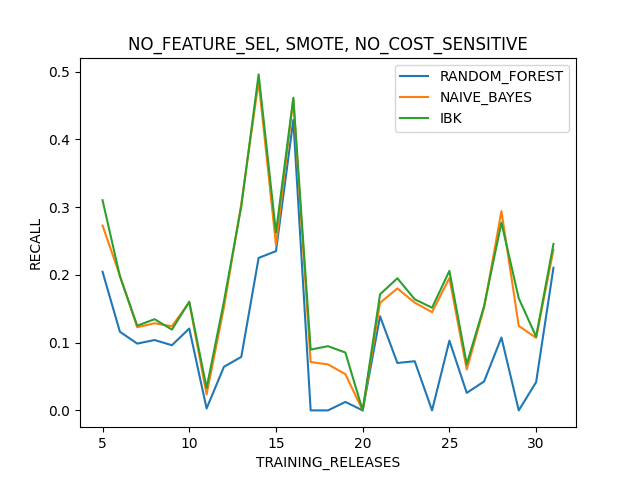 NO_FEATURE_SEL, SMOTE, NO_COST_SENSITIVE
RANDOM_FOREST
NAIVE_BAYES
IBK
RECALL
0.5
0.4
0.3
0.2
0.1
0.0
5 10 15 20 25 30
TRAINING_RELEASES